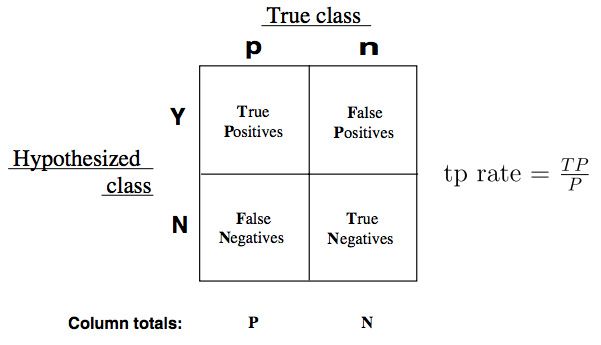 True class
p n
Y
True Positives
False Positives
Hypothesized class
tp rate = TP/P
N
False Negatives
True Negatives
Column totals: P N